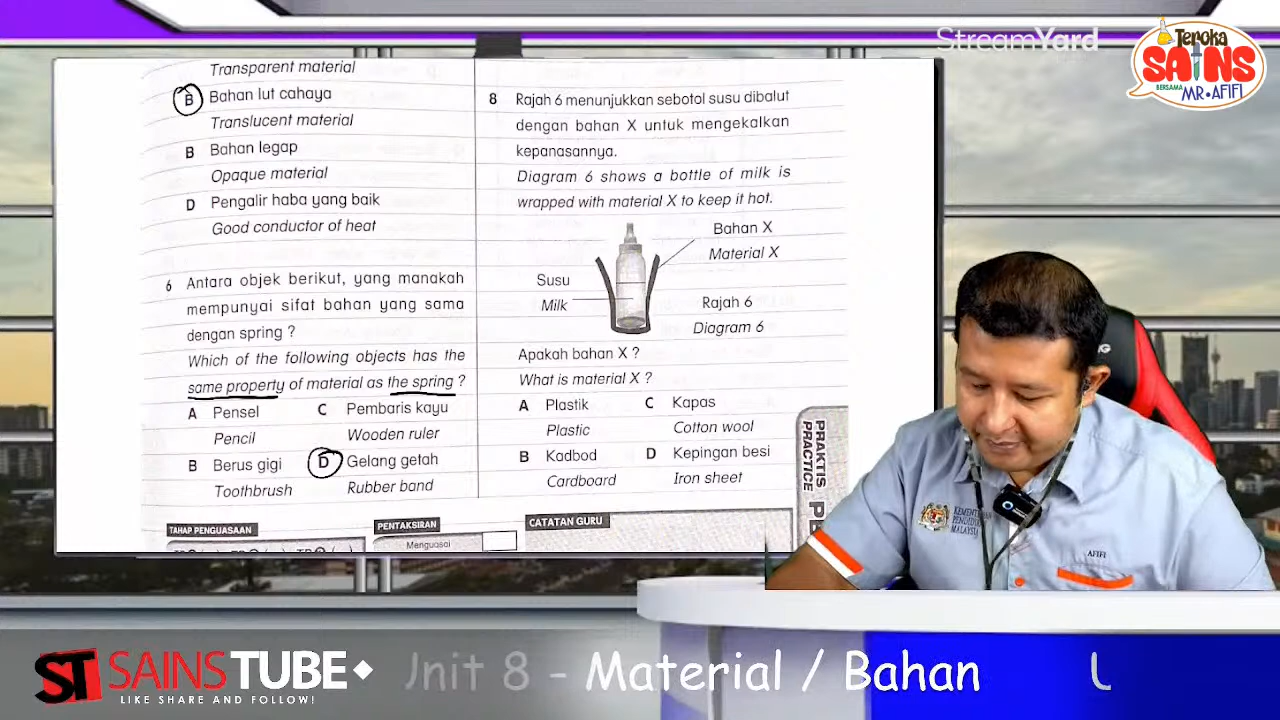 StreamYard
Teroka
SAINS
BERSAMA
MR•AFIFI
Transparent material
B Bahan lut cahaya
Translucent material
B Bahan legap
Opaque material
D Pengalir haba yang baik
Good conductor of heat
6 Antara objek berikut, yang manakah
mempunyai sifat bahan yang sama
dengan spring ?
Which of the following objects has the
same property of material as the spring ?
A Pensel C Pembaris kayu
Pencil Wooden ruler
B Berus gigi D Gelang getah
Toothbrush Rubber band
TAHAP PENGUASAAN
PENTAKSIRAN
Menguasai
8 Rajah 6 menunjukkan sebotol susu dibalut
dengan bahan X untuk mengekalkan
kepanasannya.
Diagram 6 shows a bottle of milk is
wrapped with material X to keep it hot.
Bahan X
Material X
Susu
Milk
Rajah 6
Diagram 6
Apakah bahan X ?
What is material X ?
A Plastik C Kapas
Plastic Cotton wool
B Kadbod D Kepingan besi
Cardboard Iron sheet
CATATAN GURU
PRAKTIS
PRACTICE
KEMENTERIAN
PENDIDIKAN
MALAYSIA
AFIFI
ST SAINSTUBE
LIKE SHARE AND FOLLOW!
Unit 8 - Material / Bahan